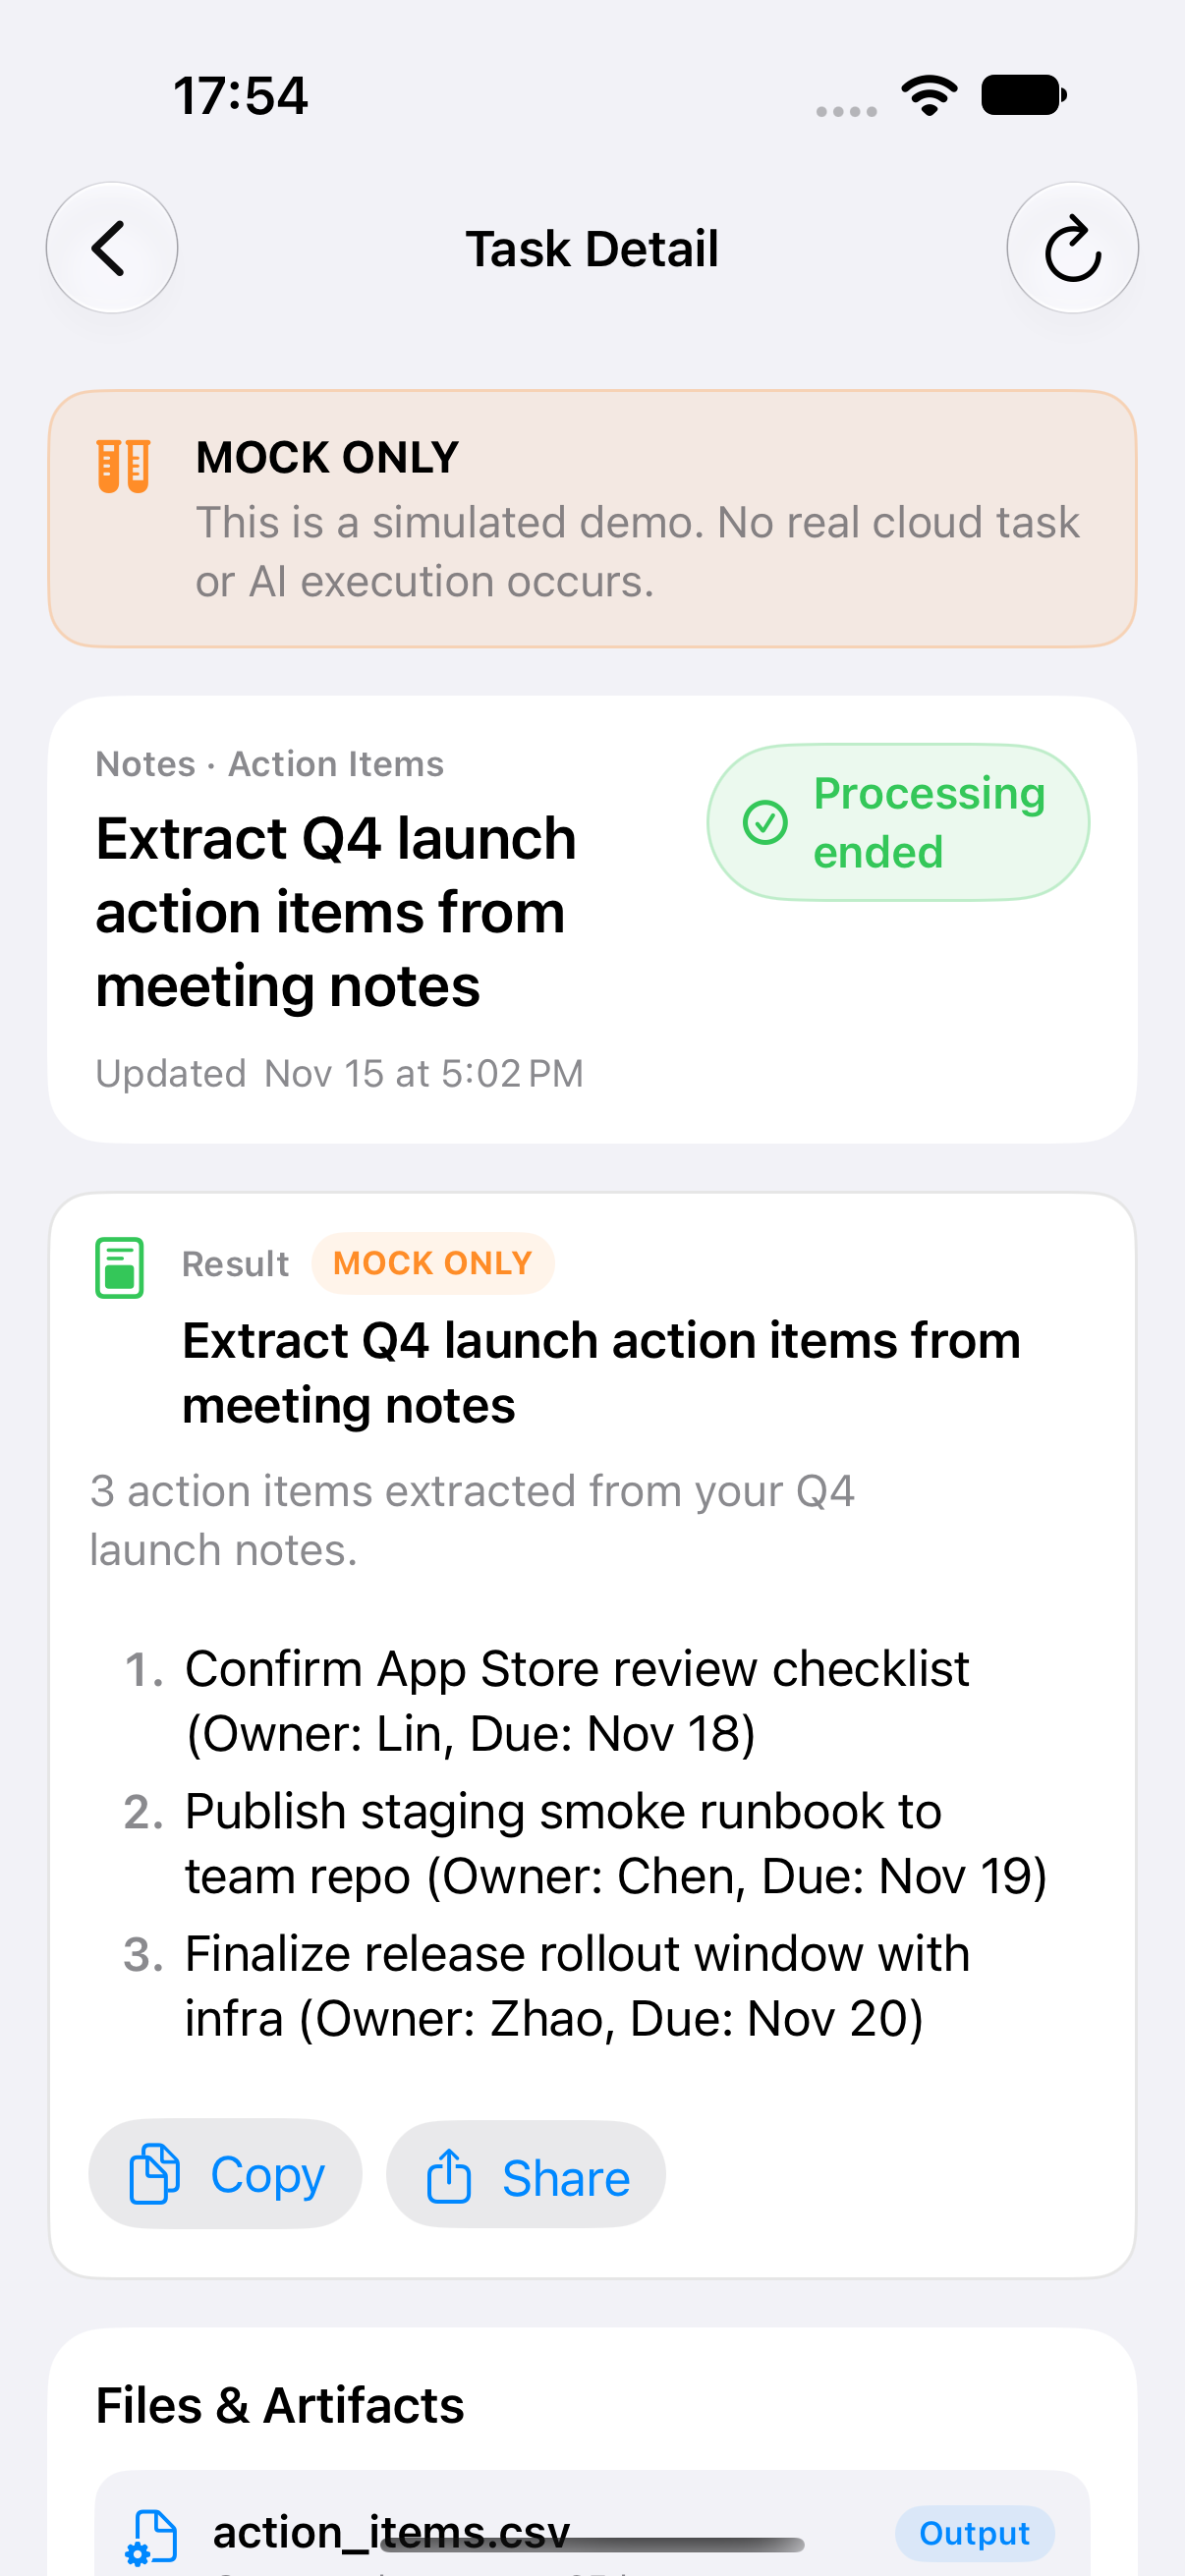 17:54
Task Detail
MOCK ONLY
This is a simulated demo. No real cloud task
or AI execution occurs.
Notes · Action Items
Extract Q4 launch
action items from
meeting notes
Processing
ended
Updated Nov 15 at 5:02 PM
Result MOCK ONLY
Extract Q4 launch action items from
meeting notes
3 action items extracted from your Q4
launch notes.
1. Confirm App Store review checklist
(Owner: Lin, Due: Nov 18)
2. Publish staging smoke runbook to
team repo (Owner: Chen, Due: Nov 19)
3. Finalize release rollout window with
infra (Owner: Zhao, Due: Nov 20)
Copy Share
Files & Artifacts
action_items.csv Output